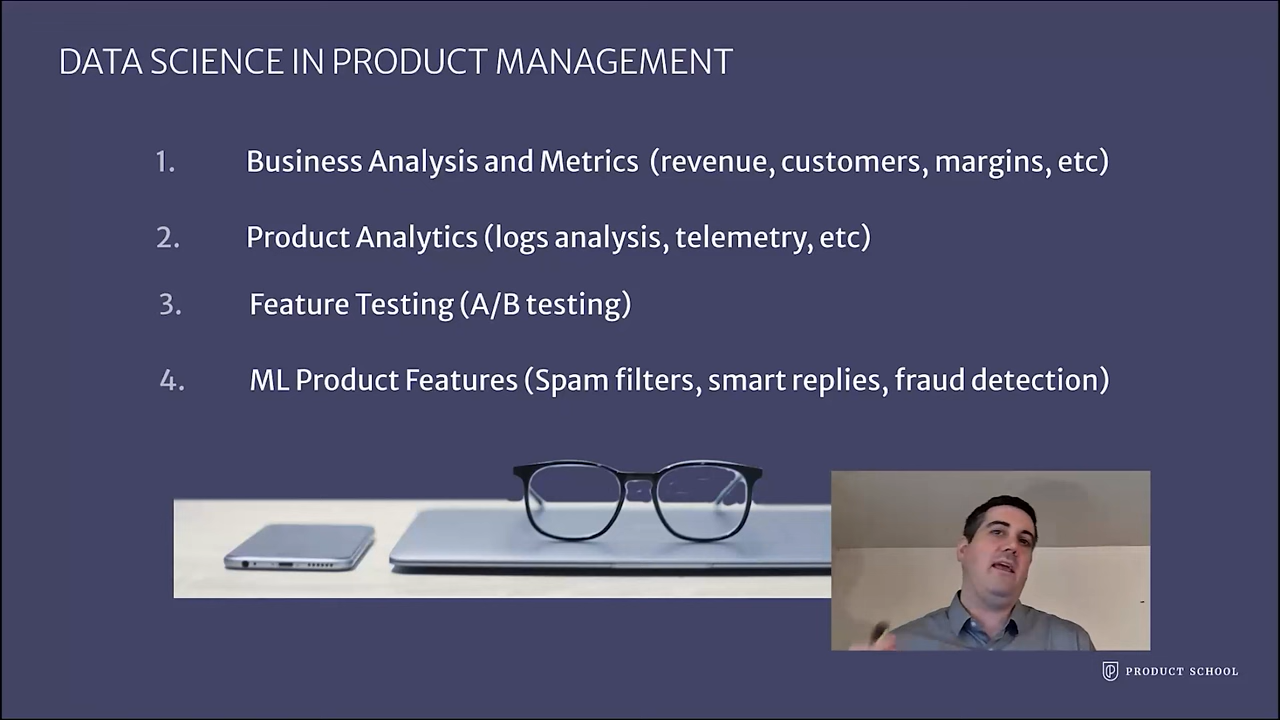 DATA SCIENCE IN PRODUCT MANAGEMENT
1. Business Analysis and Metrics (revenue, customers, margins, etc)
2. Product Analytics (logs analysis, telemetry, etc)
3. Feature Testing (A/B testing)
4. ML Product Features (Spam filters, smart replies, fraud detection)
PRODUCT SCHOOL